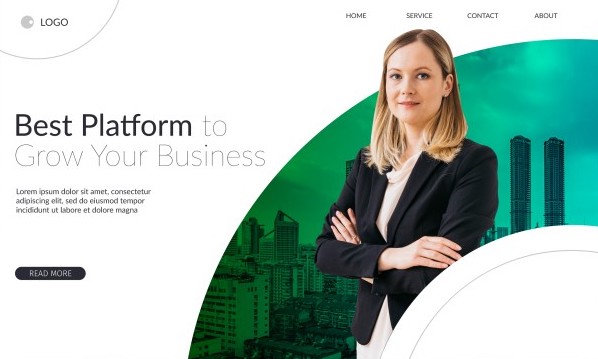 LOGO
HOME SERVICE CONTACT ABOUT
Best Platform to
Grow Your Business
Lorem ipsum dolor sit amet, consectetur
adipiscing elit, sed do eiusmod tempor
incididunt ut labore et dolore magna
READ MORE